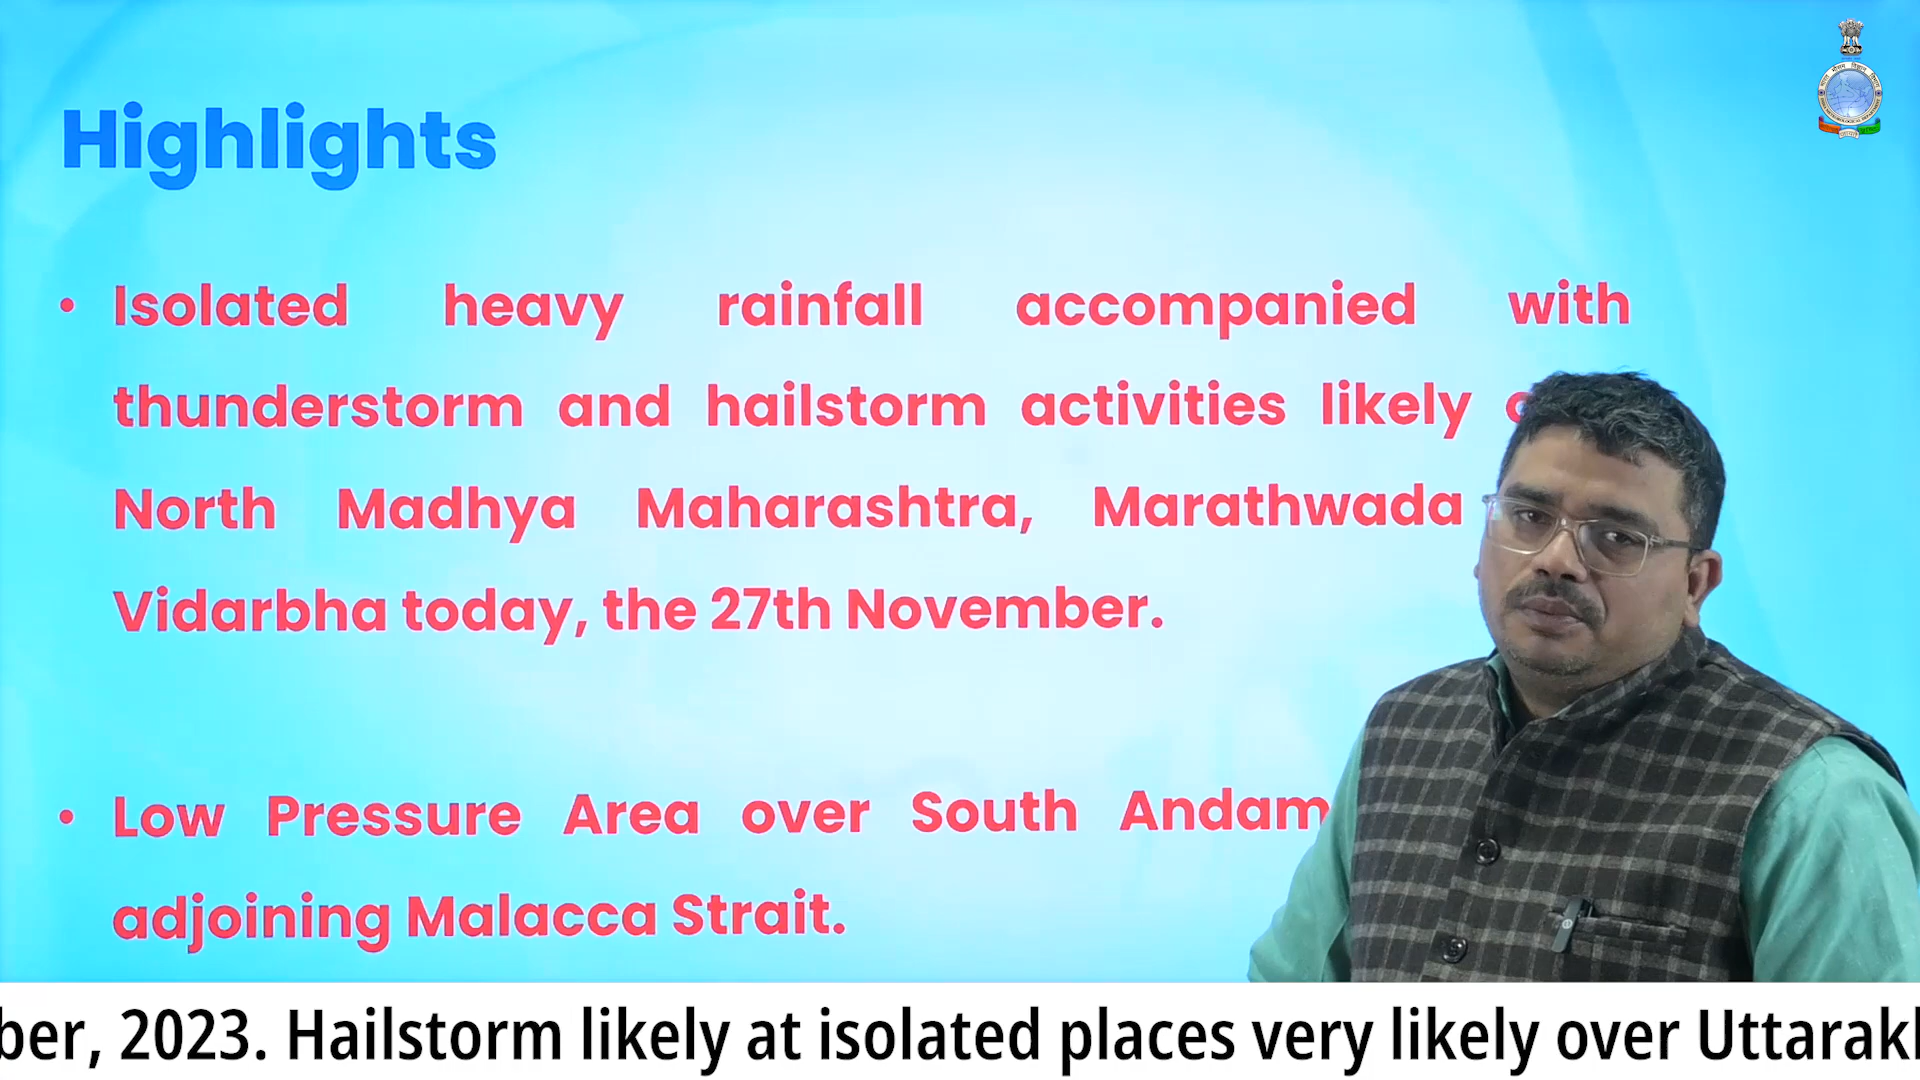 Highlights
• Isolated heavy rainfall accompanied with
thunderstorm and hailstorm activities likely
North Madhya Maharashtra, Marathwada
Vidarbha today, the 27th November.
• Low Pressure Area over South Andam
adjoining Malacca Strait.
ber, 2023. Hailstorm likely at isolated places very likely over Uttarak